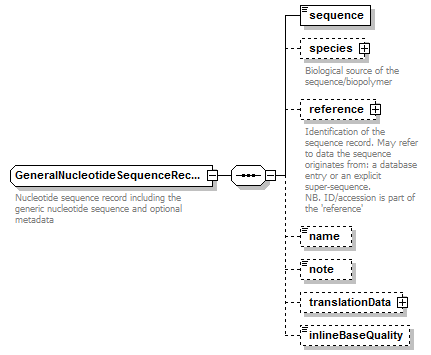 sequence
species
Biological source of the
sequence/biopolymer
reference
Identification of the
sequence record. May refer
to data the sequence
originates from: a database
entry or an explicit
super-sequence.
NB. ID/accession is part of
the 'reference'
GeneralNucleotideSequenceRec...
Nucleotide sequence record including the
generic nucleotide sequence and optional
metadata
name
note
translationData
inlineBaseQuality